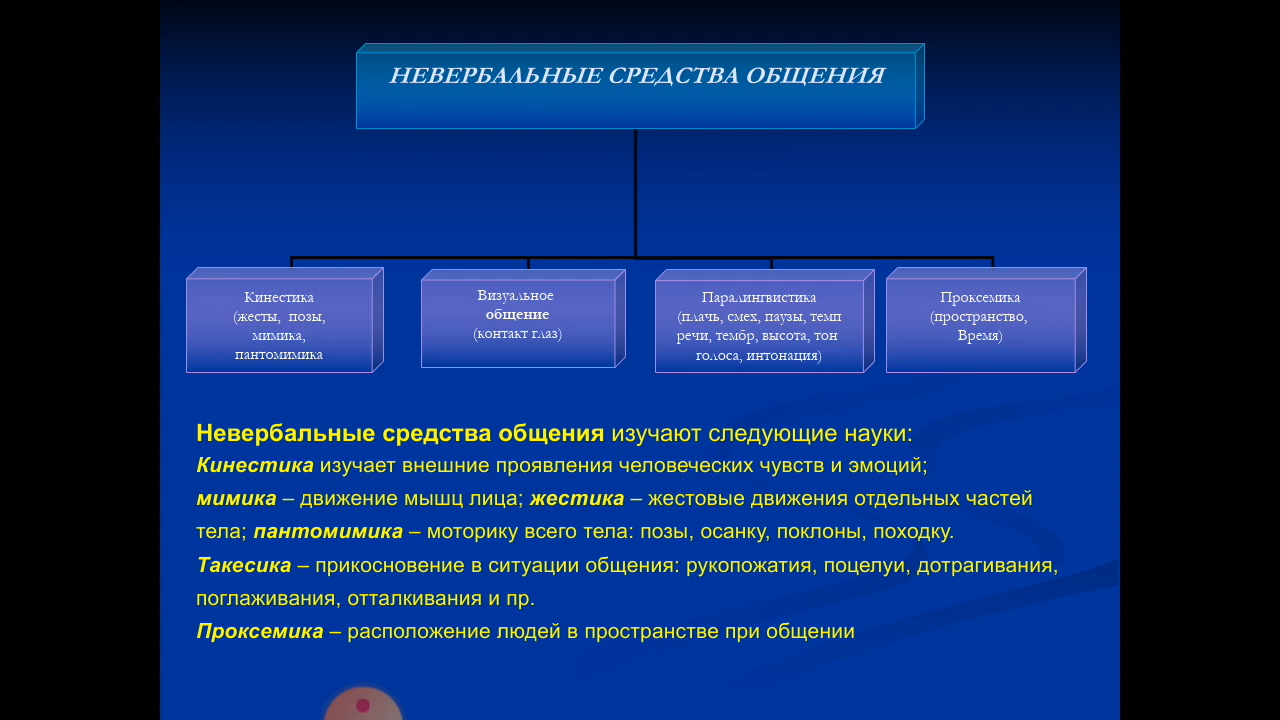 НЕВЕРБАЛЬНЫЕ СРЕДСТВА ОБЩЕНИЯ
Кинестика
(жесты, позы,
мимика,
пантомимика
Визуальное
общение
(контакт глаз)
Паралингвистика
(плачь, смех, паузы, темп
речи, тембр, высота, тон
голоса, интонация)
Проксемика
(пространство,
Время)
Невербальные средства общения изучают следующие науки:
Кинестика изучает внешние проявления человеческих чувств и эмоций;
мимика – движение мышц лица; жестика – жестовые движения отдельных частей
тела; пантомимика – моторику всего тела: позы, осанку, поклоны, походку.
Такесика – прикосновение в ситуации общения: рукопожатия, поцелуи, дотрагивания,
поглаживания, отталкивания и пр.
Проксемика – расположение людей в пространстве при общении